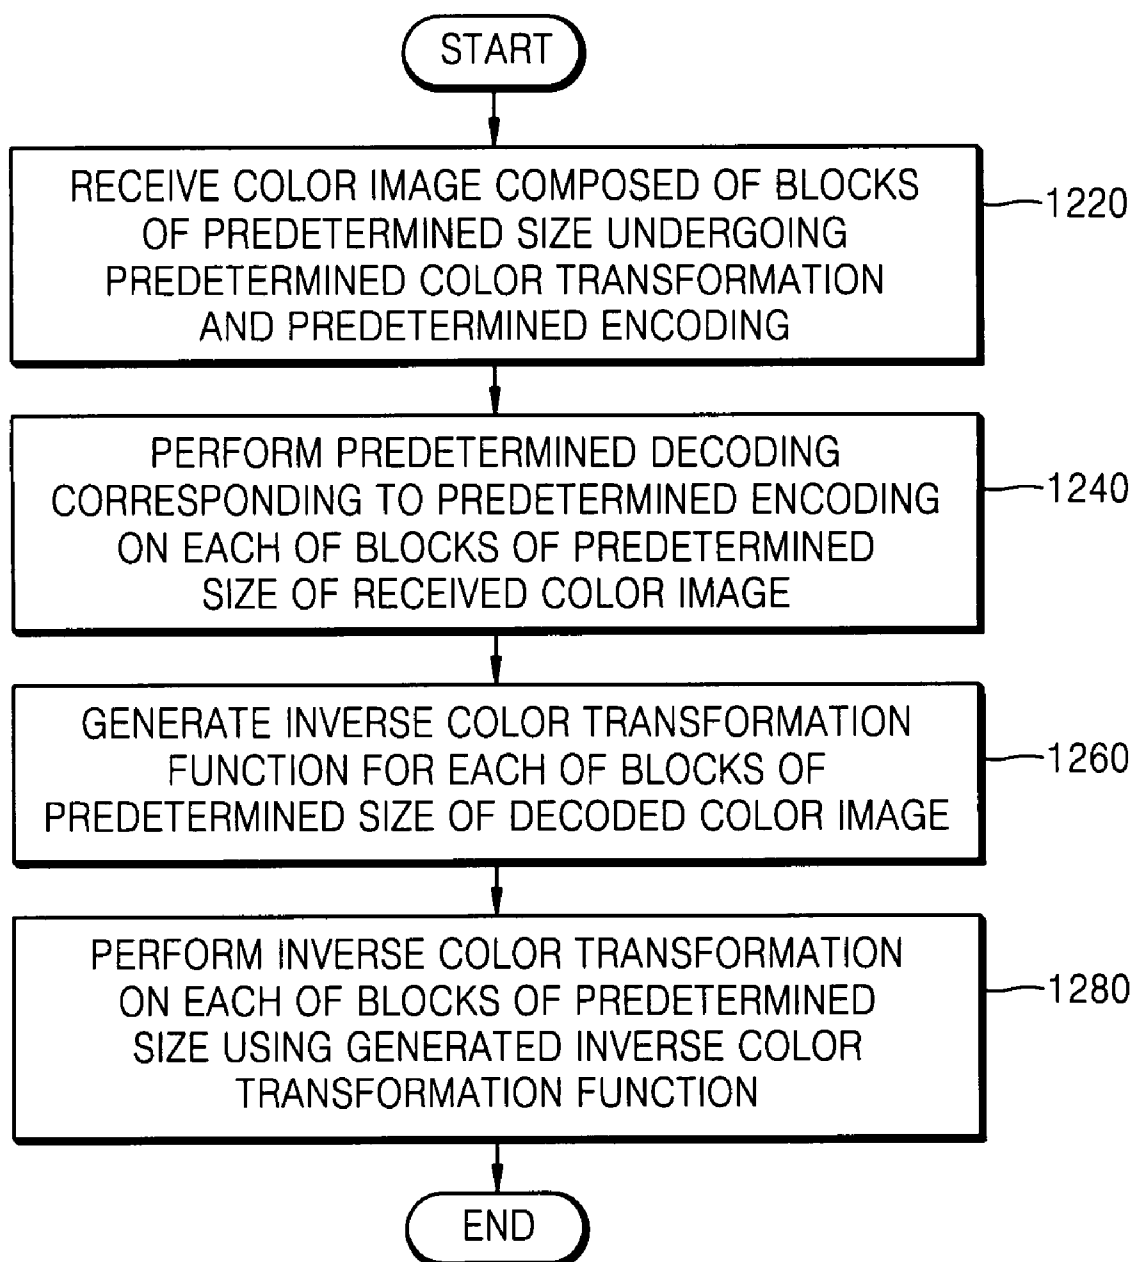 START
RECEIVE COLOR IMAGE COMPOSED OF BLOCKS
OF PREDETERMINED SIZE UNDERGOING
PREDETERMINED COLOR TRANSFORMATION
AND PREDETERMINED ENCODING
1220
PERFORM PREDETERMINED DECODING
CORRESPONDING TO PREDETERMINED ENCODING
ON EACH OF BLOCKS OF PREDETERMINED
SIZE OF RECEIVED COLOR IMAGE
1240
GENERATE INVERSE COLOR TRANSFORMATION
FUNCTION FOR EACH OF BLOCKS OF
PREDETERMINED SIZE OF DECODED COLOR IMAGE
1260
PERFORM INVERSE COLOR TRANSFORMATION
ON EACH OF BLOCKS OF PREDETERMINED
SIZE USING GENERATED INVERSE COLOR
TRANSFORMATION FUNCTION
1280
END